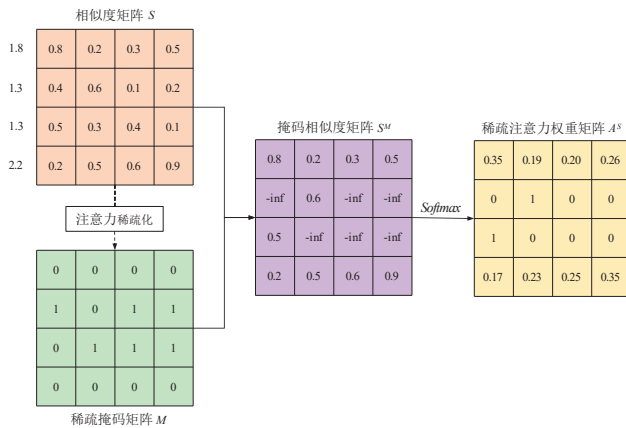 相似度矩阵 S
1.8 0.8 0.2 0.3 0.5
1.3 0.4 0.6 0.1 0.2
1.3 0.5 0.3 0.4 0.1
2.2 0.2 0.5 0.6 0.9
注意力稀疏化
0 0 0 0
1 0 1 1
0 1 1 1
0 0 0 0
稀疏掩码矩阵 M
掩码相似度矩阵 S^M
0.8 0.2 0.3 0.5
-inf 0.6 -inf -inf
0.5 -inf -inf -inf
0.2 0.5 0.6 0.9
Softmax
稀疏注意力权重矩阵 A^S
0.35 0.19 0.20 0.26
0 1 0 0
1 0 0 0
0.17 0.23 0.25 0.35